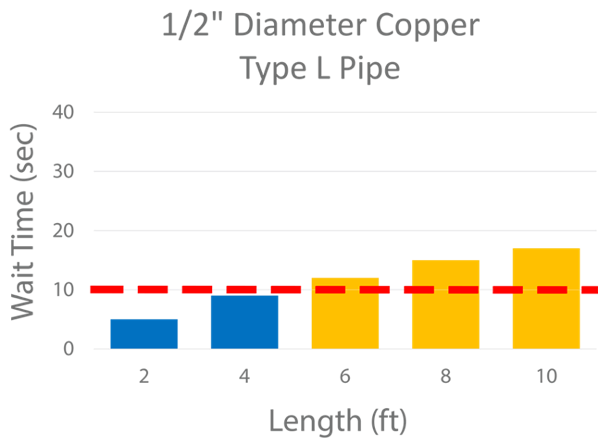 1/2" Diameter Copper
Type L Pipe
Wait Time (sec)
40
30
20
10
0
2 4 6 8 10
Length (ft)